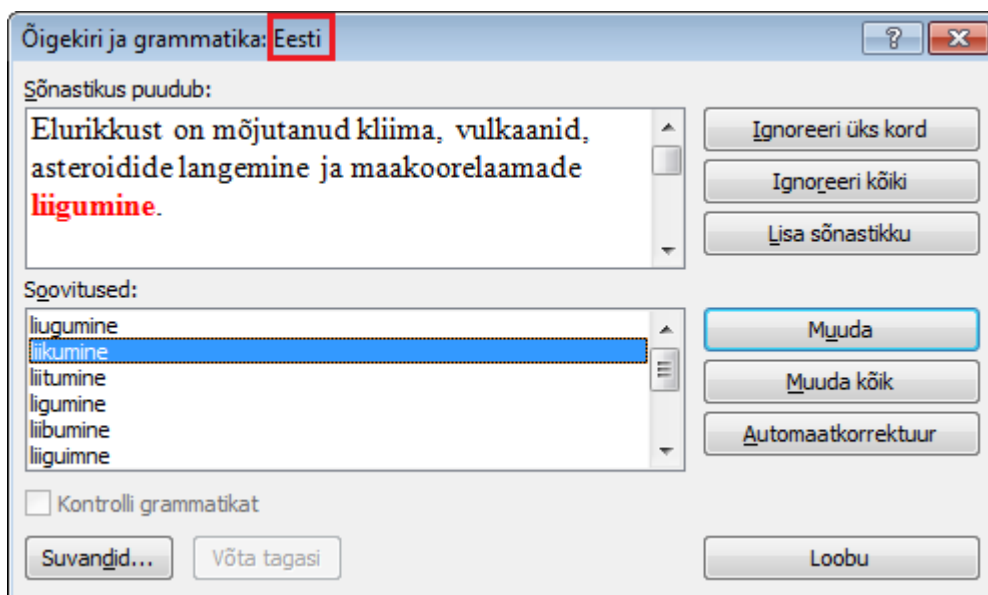 Õigekiri ja grammatika: Eesti
Sõnastikus puudub:
Elurikkust on mõjutanud kliima, vulkaanid,
asteroidide langemine ja maakoorelaamade
liigumine.
Ignoreeri üks kord
Ignoreeri kõiki
Lisa sõnastikku
Soovitused:
liugumine
liikumine
liitumine
ligumine
liibumine
liiguimne
Muuda
Muuda kõik
Automaatkorrektuur
Kontrolli grammatikat
Suvandid...
Võta tagasi
Loobu